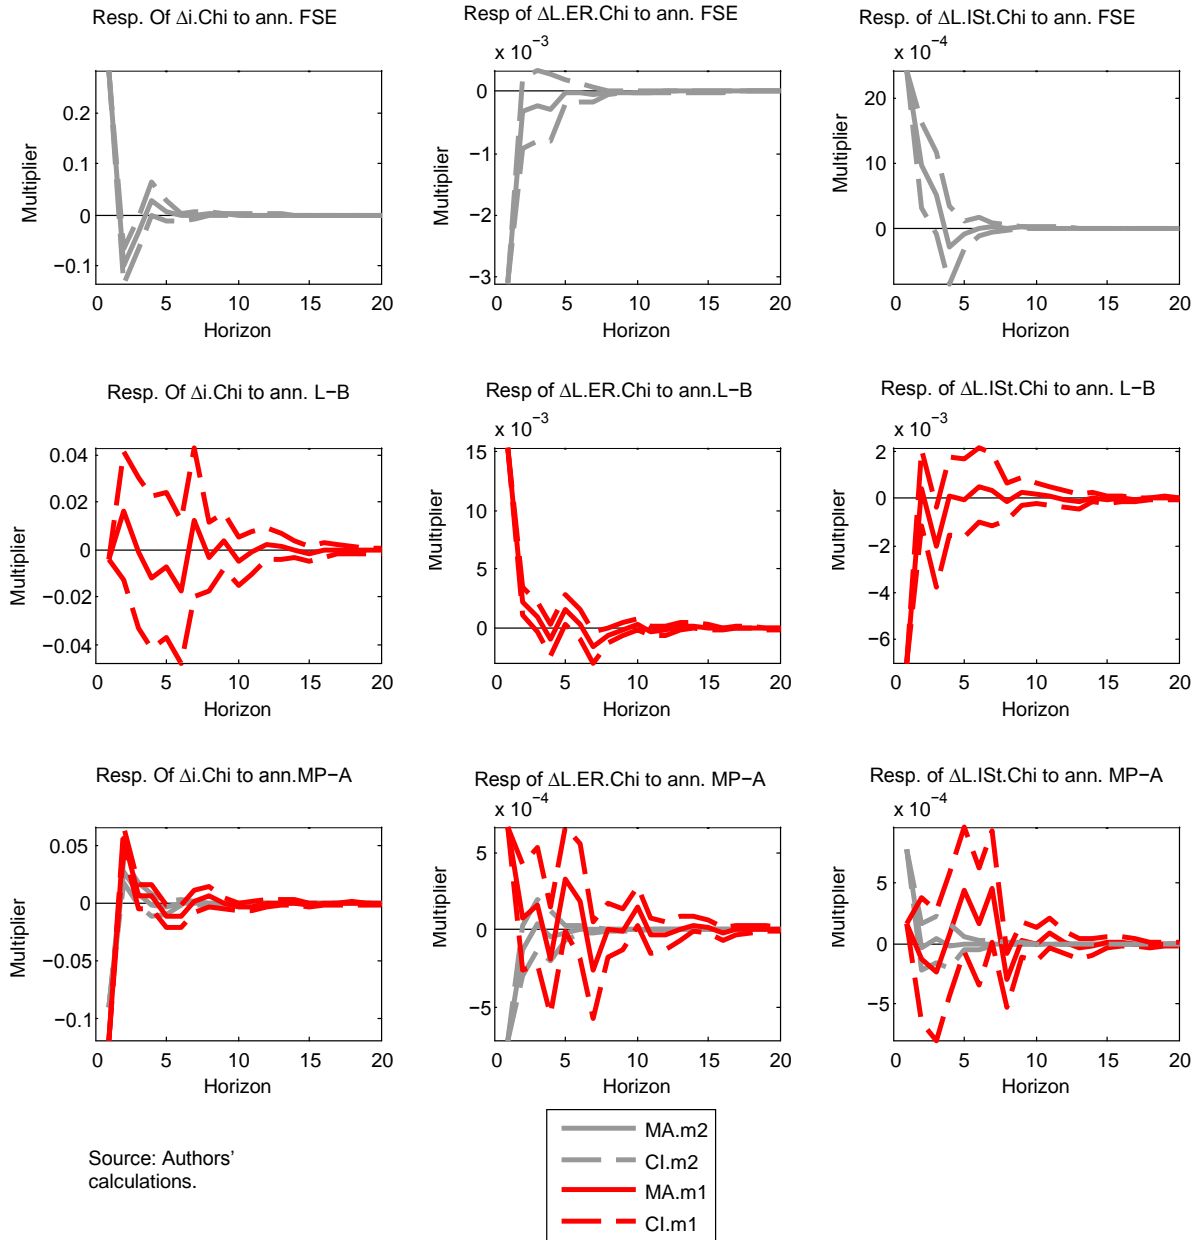 Resp. Of Δi.Chi to ann. FSE
Resp of ΔL.ER.Chi to ann. FSE
Resp. of ΔL.ISt.Chi to ann. FSE
x 10⁻³
x 10⁻⁴
Multiplier
0.2
0.1
0
−0.1
0 5 10 15 20
Horizon
Multiplier
0
−1
−2
−3
0 5 10 15 20
Horizon
Multiplier
20
10
0
0 5 10 15 20
Horizon
Resp. Of Δi.Chi to ann. L−B
Resp of ΔL.ER.Chi to ann.L−B
Resp. of ΔL.ISt.Chi to ann. L−B
x 10⁻³
x 10⁻³
Multiplier
0.04
0.02
0
−0.02
−0.04
0 5 10 15 20
Horizon
Multiplier
15
10
5
0
0 5 10 15 20
Horizon
Multiplier
2
0
−2
−4
−6
0 5 10 15 20
Horizon
Resp. Of Δi.Chi to ann.MP−A
Resp of ΔL.ER.Chi to ann. MP−A
Resp. of ΔL.ISt.Chi to ann. MP−A
x 10⁻⁴
x 10⁻⁴
Multiplier
0.05
0
−0.05
−0.1
0 5 10 15 20
Horizon
Multiplier
5
0
−5
0 5 10 15 20
Horizon
Multiplier
5
0
−5
0 5 10 15 20
Horizon
MA.m2
CI.m2
MA.m1
CI.m1
Source: Authors'
calculations.